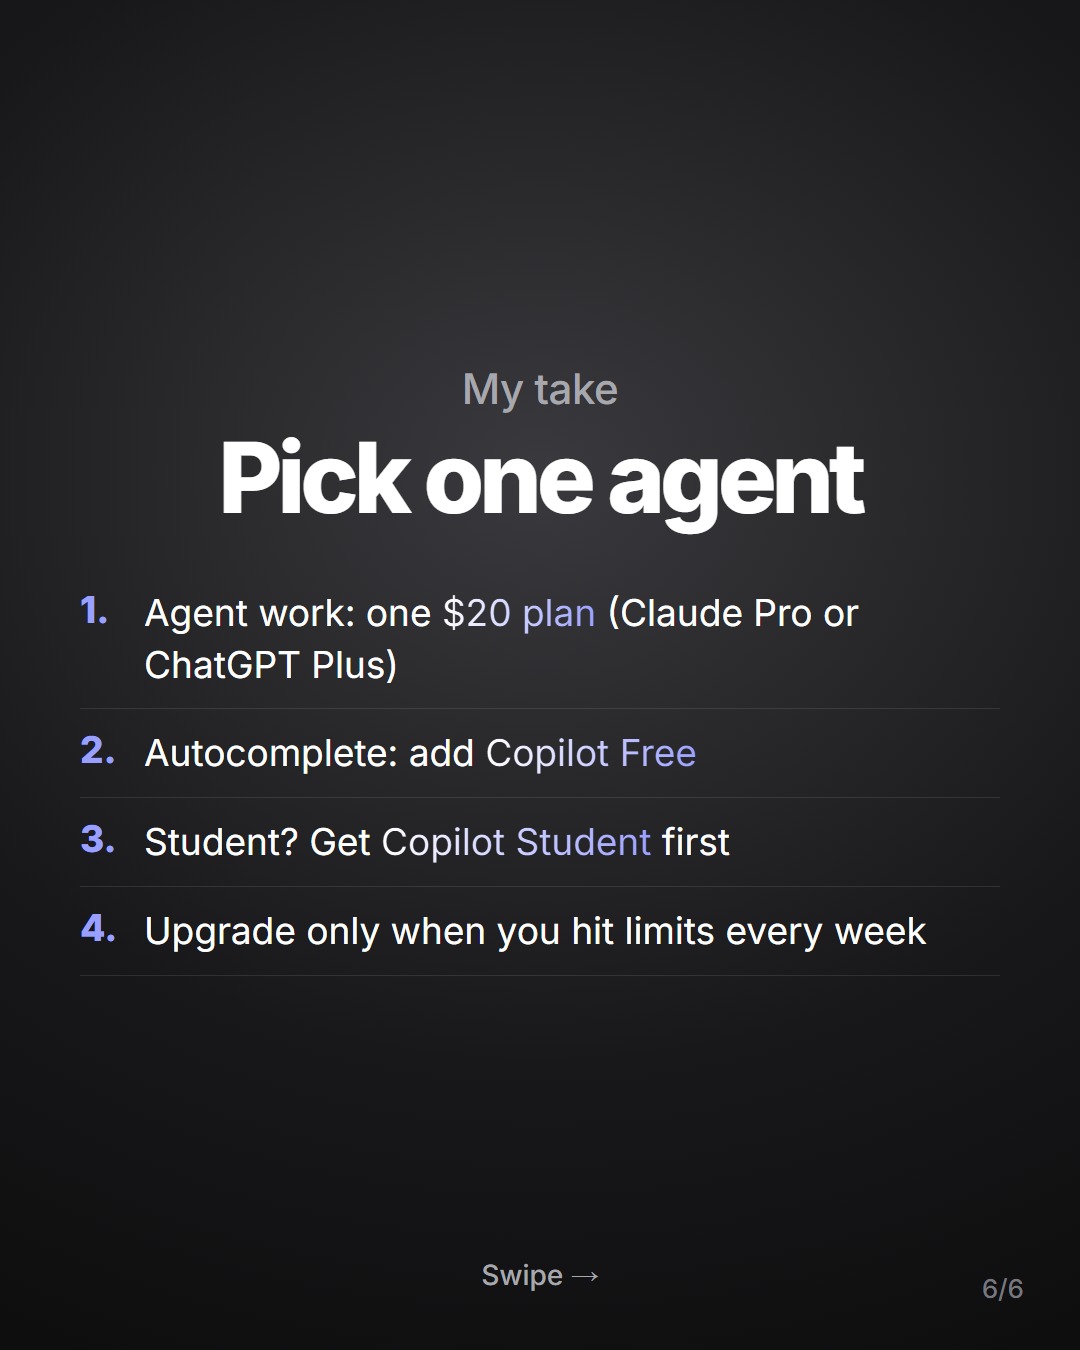 My take
Pick one agent
1. Agent work: one $20 plan (Claude Pro or
ChatGPT Plus)
2. Autocomplete: add Copilot Free
3. Student? Get Copilot Student first
4. Upgrade only when you hit limits every week
Swipe →
6/6